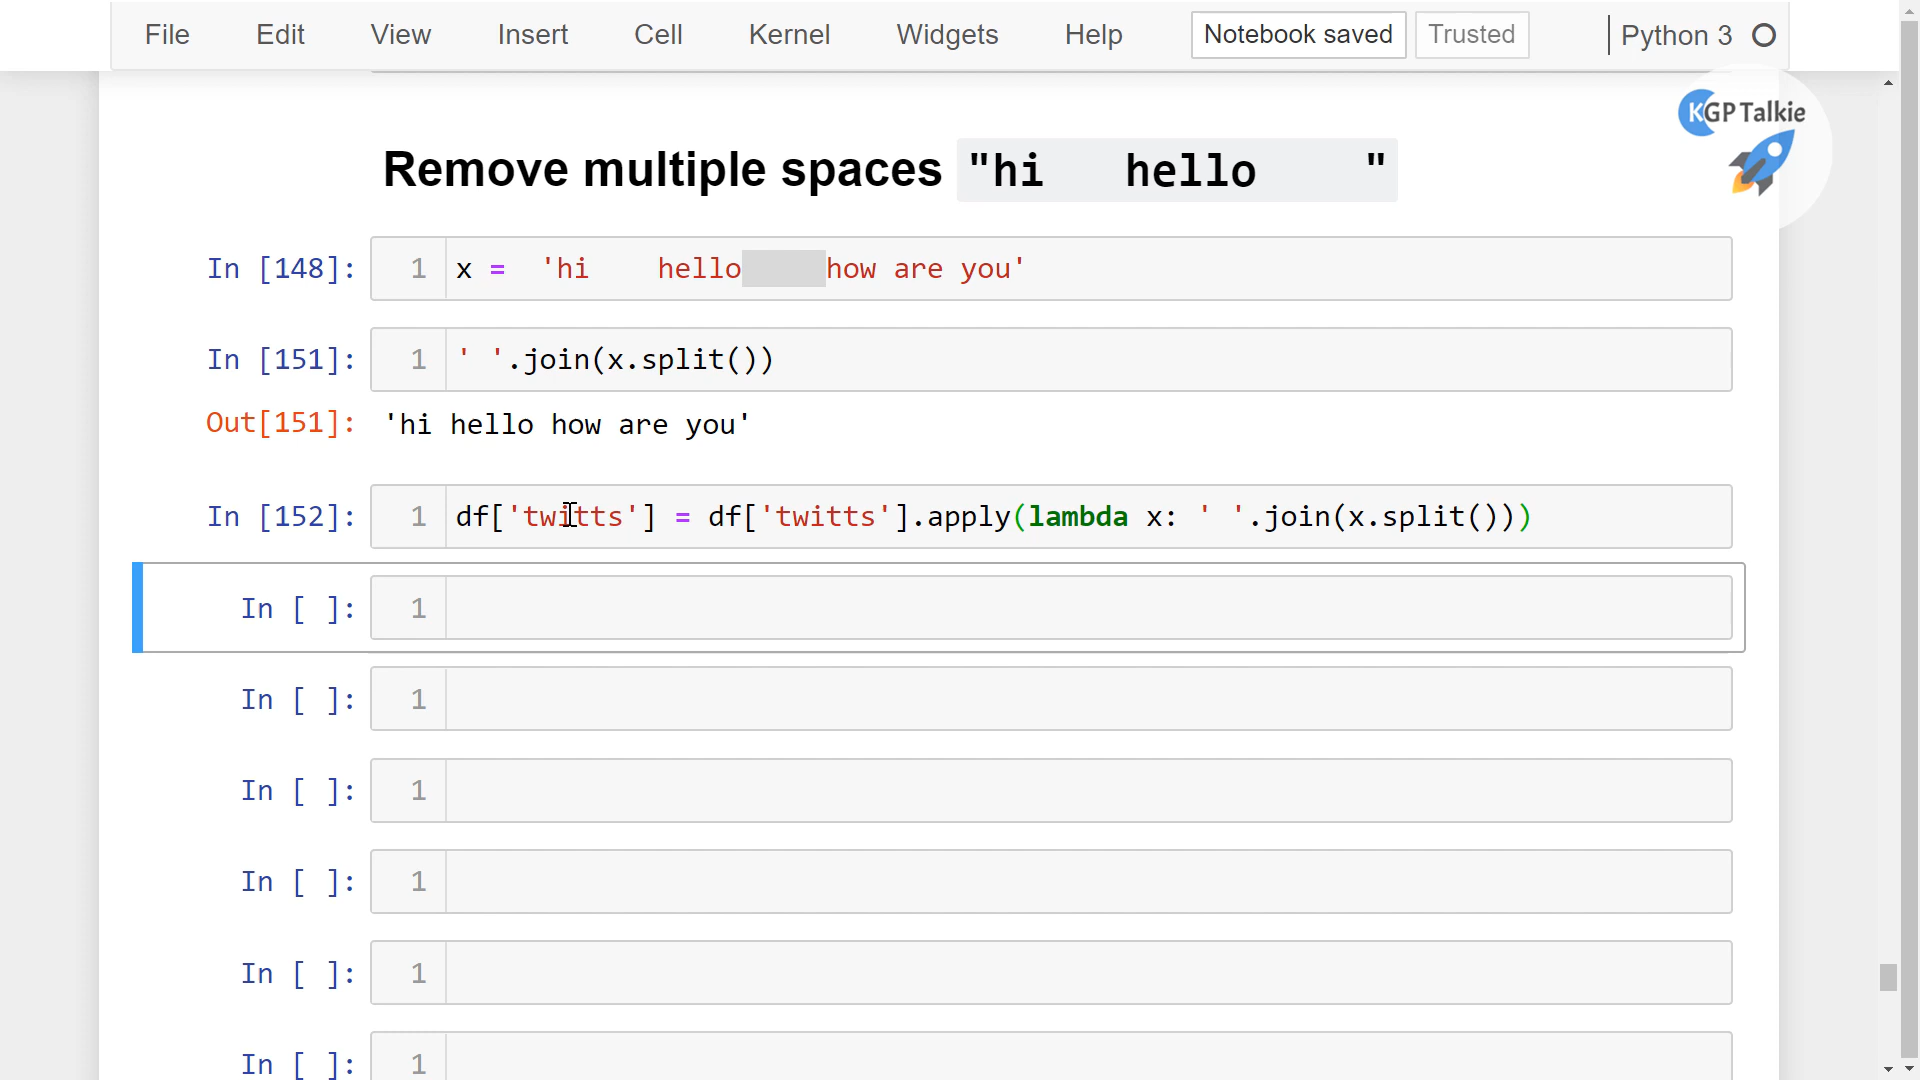 File Edit View Insert Cell Kernel Widgets Help Notebook saved Trusted Python 3
KGP Talkie
Remove multiple spaces "hi   hello    "
In [148]: 1 x =  'hi    hello     how are you'
In [151]: 1 ' '.join(x.split())
Out[151]: 'hi hello how are you'
In [152]: 1 df['twitts'] = df['twitts'].apply(lambda x: ' '.join(x.split()))
In [ ]: 1
In [ ]: 1
In [ ]: 1
In [ ]: 1
In [ ]: 1
In [ ]: 1